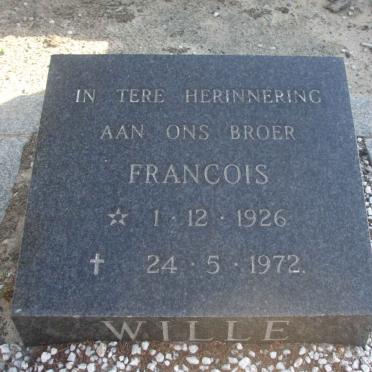 IN TERE HERINNERING
AAN ONS BROER
FRANCOIS
☆ 1·12·1926
✝ 24·5·1972.
WILLE